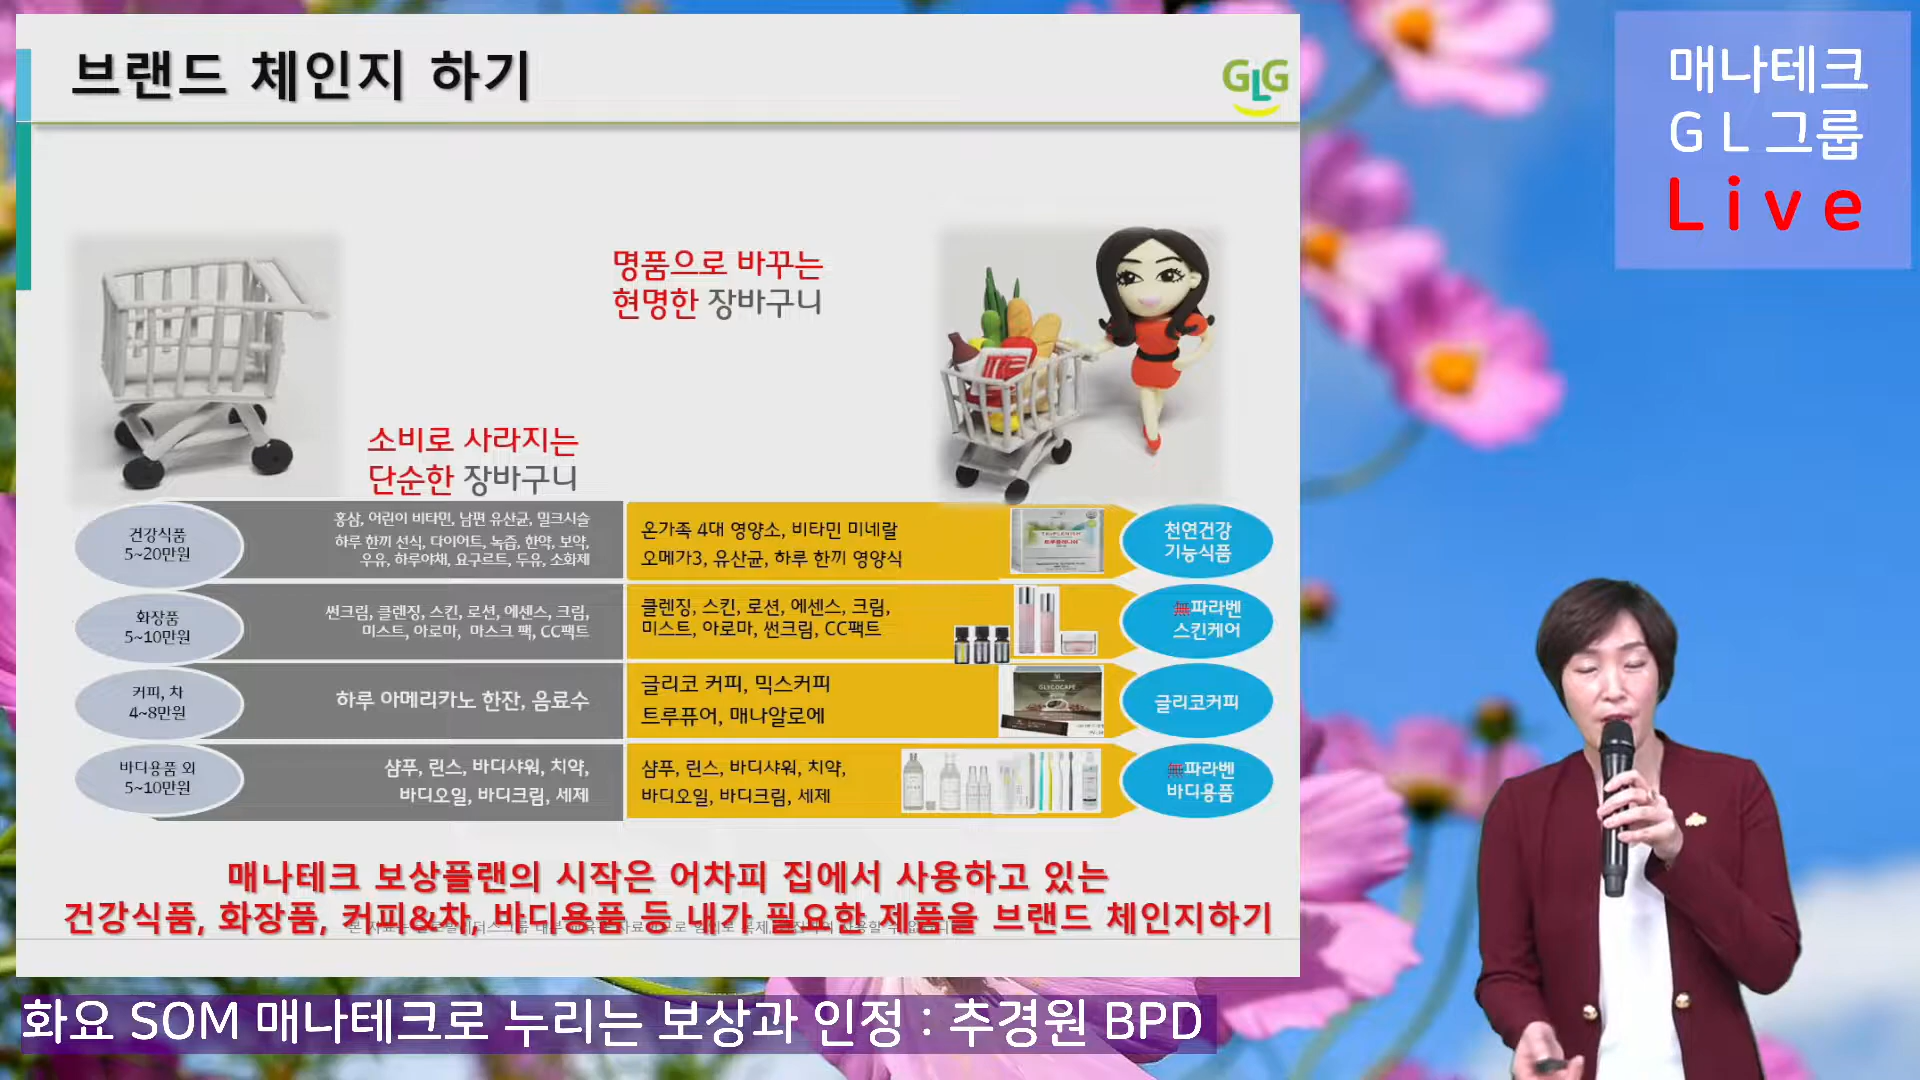 브랜드 체인지 하기
GLG
매나테크
GL그룹
Live
명품으로 바꾸는
현명한 장바구니
소비로 사라지는
단순한 장바구니
건강식품
5~20만원
홍삼, 어린이 비타민, 남편 유산균, 밀크시슬
하루 한끼 선식, 다이어트, 녹즙, 한약, 보약,
우유, 하루야채, 요구르트, 두유, 소화제
온가족 4대 영양소, 비타민 미네랄
오메가3, 유산균, 하루 한끼 영양식
천연건강
기능식품
화장품
5~10만원
썬크림, 클렌징, 스킨, 로션, 에센스, 크림,
미스트, 아로마, 마스크 팩, CC팩트
클렌징, 스킨, 로션, 에센스, 크림,
미스트, 아로마, 썬크림, CC팩트
無파라벤
스킨케어
커피, 차
4~8만원
하루 아메리카노 한잔, 음료수
글리코 커피, 믹스커피
트루퓨어, 매나알로에
GLYCOCAFE
글리코커피
바디용품 외
5~10만원
샴푸, 린스, 바디샤워, 치약,
바디오일, 바디크림, 세제
샴푸, 린스, 바디샤워, 치약,
바디오일, 바디크림, 세제
無파라벤
바디용품
매나테크 보상플랜의 시작은 어차피 집에서 사용하고 있는
건강식품, 화장품, 커피&차, 바디용품 등 내가 필요한 제품을 브랜드 체인지하기
화요 SOM 매나테크로 누리는 보상과 인정 : 추경원 BPD